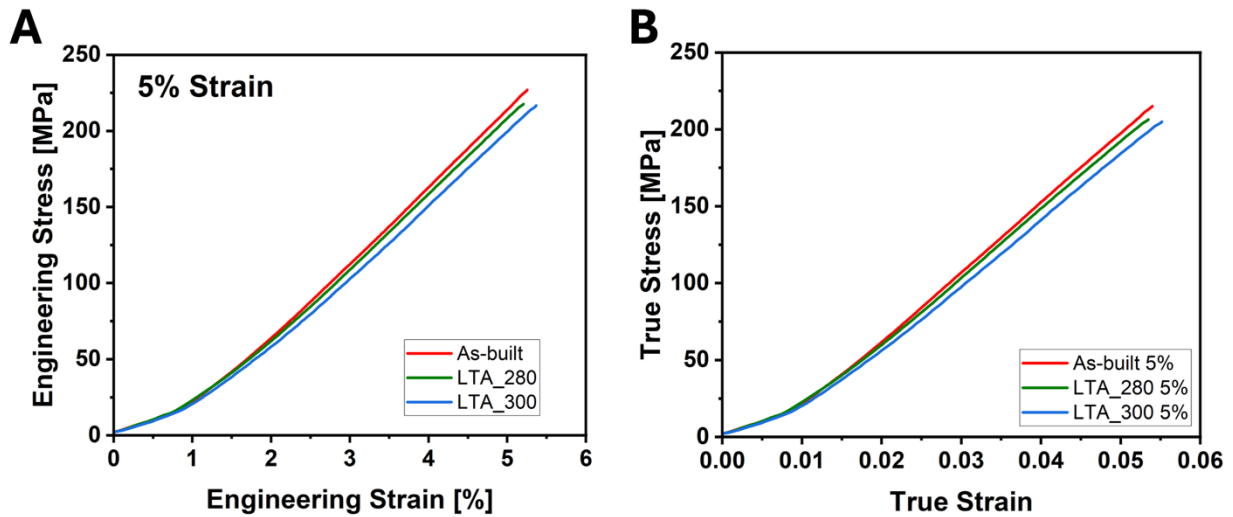 A
5% Strain
Engineering Stress [MPa]
250
200
150
100
50
0
0 1 2 3 4 5 6
Engineering Strain [%]
As-built
LTA_280
LTA_300
B
True Stress [MPa]
250
200
150
100
50
0
0.00 0.01 0.02 0.03 0.04 0.05 0.06
True Strain
As-built 5%
LTA_280 5%
LTA_300 5%